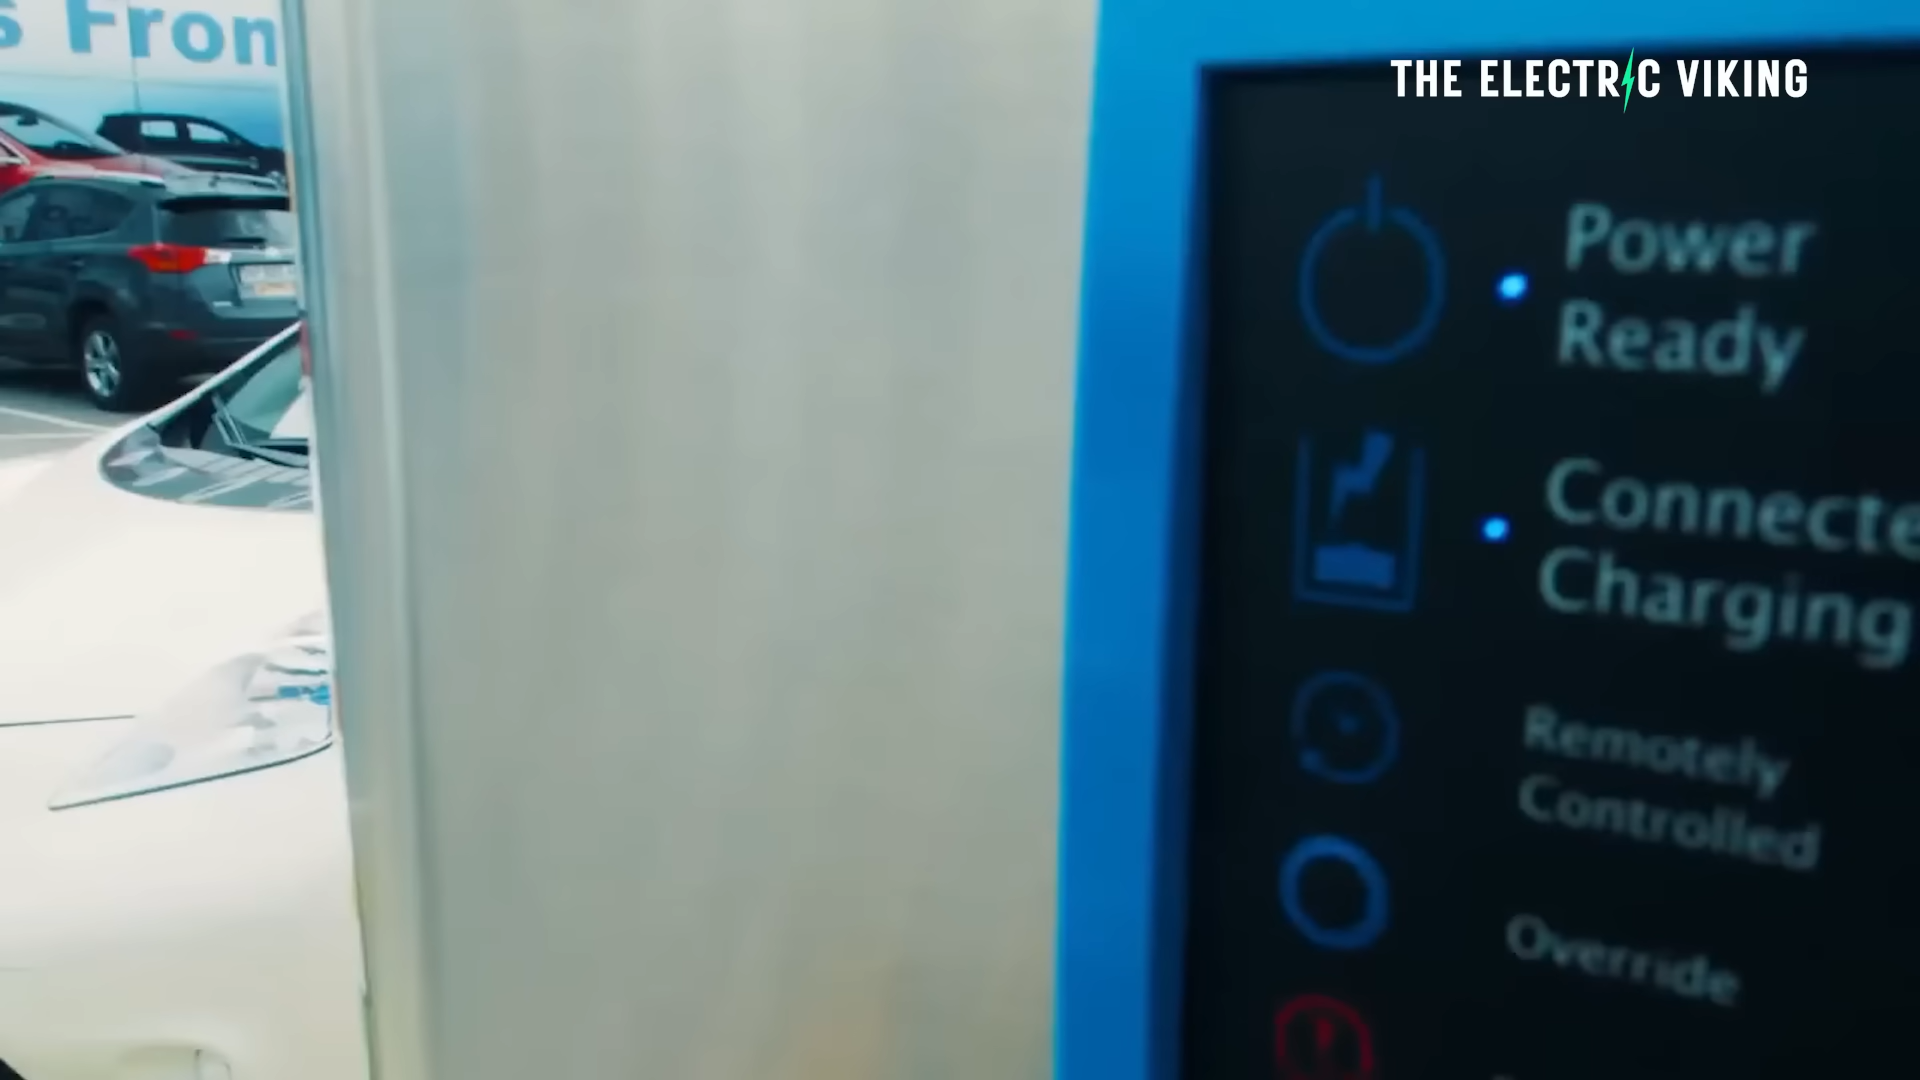 s Fron
THE ELECTRIC VIKING
Power
Ready
Connecte
Charging
Remotely
Controlled
Override